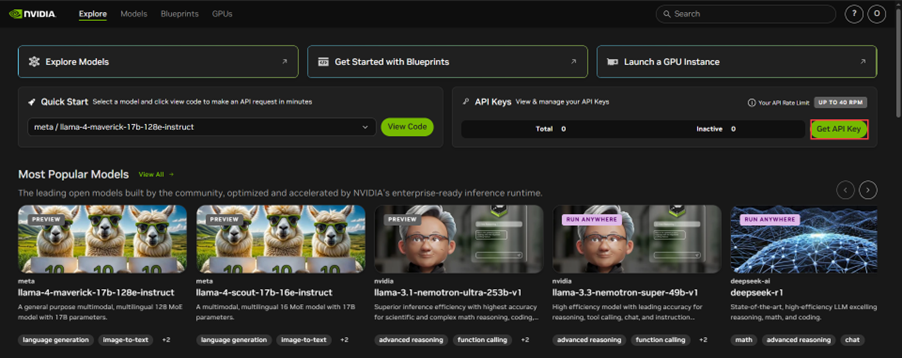 NVIDIA. Explore Models Blueprints GPUs Search ? O
Explore Models Get Started with Blueprints Launch a GPU Instance
Quick Start Select a model and click view code to make an API request in minutes
meta / llama-4-maverick-17b-128e-instruct View Code
API Keys View & manage your API Keys Your API Rate Limit UP TO 40 RPM
Total 0 Inactive 0 Get API Key
Most Popular Models View All
The leading open models built by the community, optimized and accelerated by NVIDIA's enterprise-ready inference runtime.
PREVIEW
10 10 10
meta
llama-4-maverick-17b-128e-instruct
A general purpose multimodal, multilingual 128 MoE
model with 17B parameters.
language generation image-to-text +2
PREVIEW
10 10 10
meta
llama-4-scout-17b-16e-instruct
A multimodal, multilingual 16 MoE model with 17B
parameters.
language generation image-to-text +2
PREVIEW
nvidia
llama-3.1-nemotron-ultra-253b-v1
Superior inference efficiency with highest accuracy
for scientific and complex math reasoning, coding,...
advanced reasoning function calling +2
RUN ANYWHERE
nvidia
llama-3.3-nemotron-super-49b-v1
High efficiency model with leading accuracy for
reasoning, tool calling, chat, and instruction...
advanced reasoning function calling +2
RUN ANYWHERE
deepseek-ai
deepseek-r1
State-of-the-art, high-efficiency LLM excelling
reasoning, math, and coding.
math advanced reasoning chat